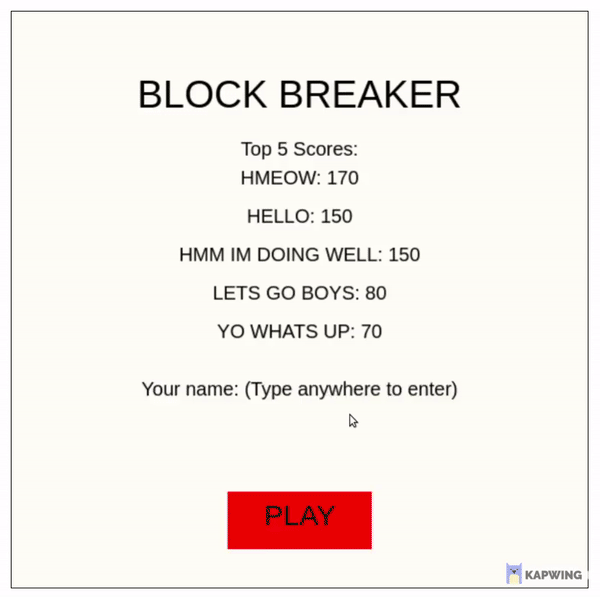 BLOCK BREAKER
Top 5 Scores:
HMEOW: 170
HELLO: 150
HMM IM DOING WELL: 150
LETS GO BOYS: 80
YO WHATS UP: 70
Your name: (Type anywhere to enter)
PLAY
KAPWING